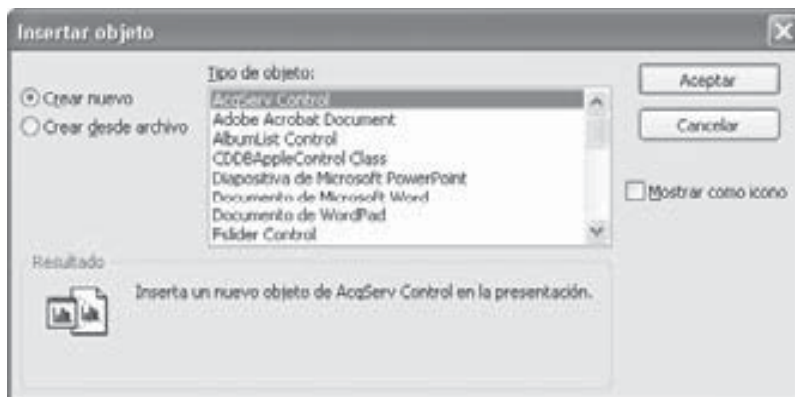 Insertar objeto
Tipo de objeto:
Crear nuevo
Crear desde archivo
AcqServ Control
Adobe Acrobat Document
AlbumList Control
CDDBAppleControl Class
Diapositiva de Microsoft PowerPoint
Documento de Microsoft Word
Documento de WordPad
Fslider Control
Aceptar
Cancelar
Mostrar como icono
Resultado
Inserta un nuevo objeto de AcqServ Control en la presentación.